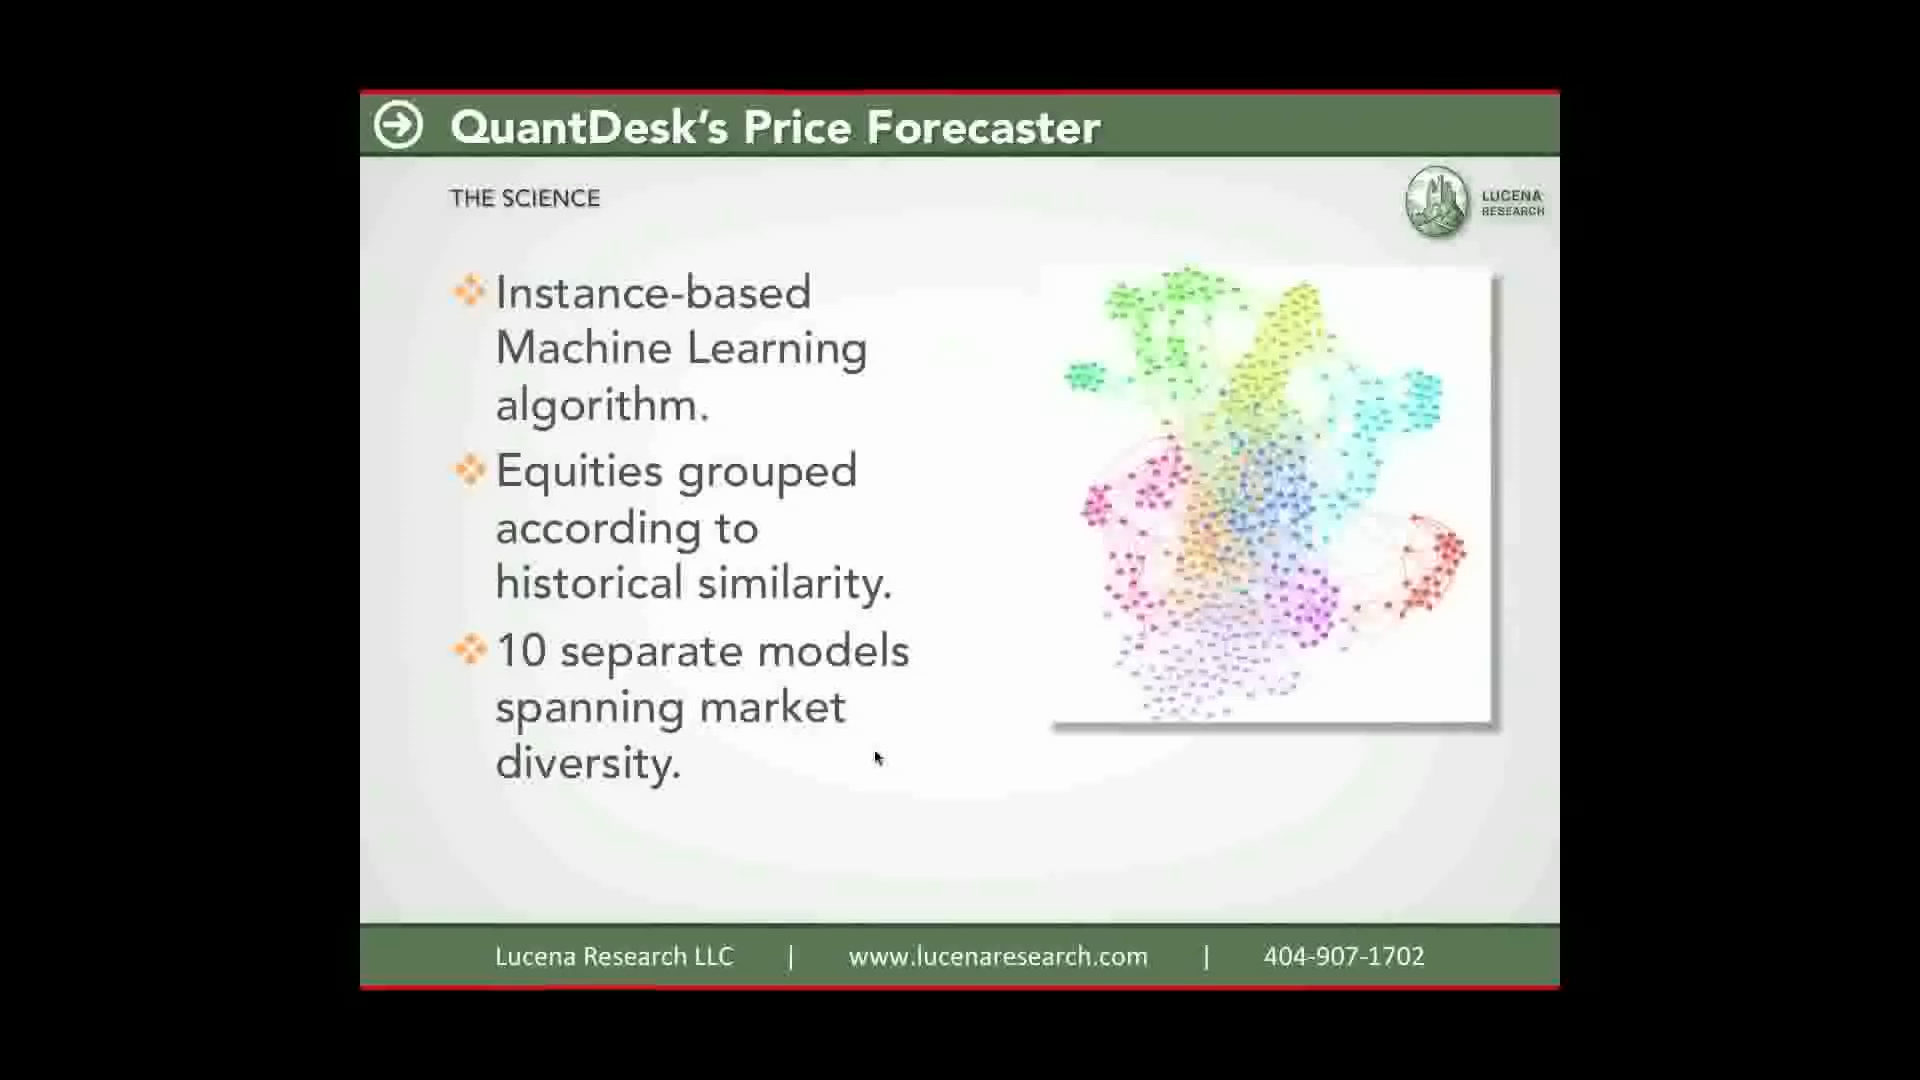 QuantDesk's Price Forecaster
THE SCIENCE
LUCENA
RESEARCH
Instance-based
Machine Learning
algorithm.
Equities grouped
according to
historical similarity.
10 separate models
spanning market
diversity.
Lucena Research LLC | www.lucenaresearch.com | 404-907-1702